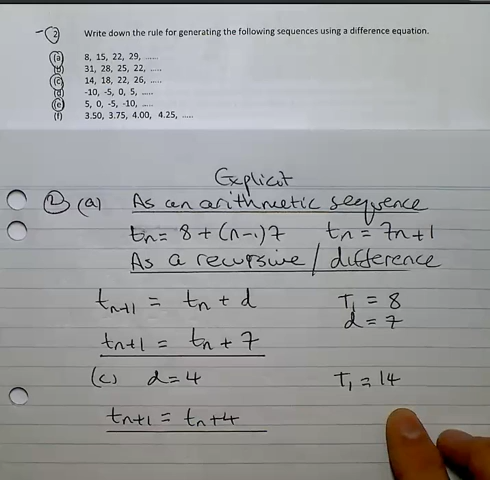 2 Write down the rule for generating the following sequences using a difference equation.
(a) 8, 15, 22, 29, ......
(b) 31, 28, 25, 22, .....
(c) 14, 18, 22, 26, .....
(d) -10, -5, 0, 5, .....
(e) 5, 0, -5, -10, .....
(f) 3.50, 3.75, 4.00, 4.25, .....
Explicit
2 (a) As an arithmetic sequence
tn = 8 + (n-1)7 tn = 7n+1
As a recursive / difference
tn+1 = tn + d T1 = 8
d = 7
tn+1 = tn + 7
(c) d = 4 T1 = 14
tn+1 = tn+4